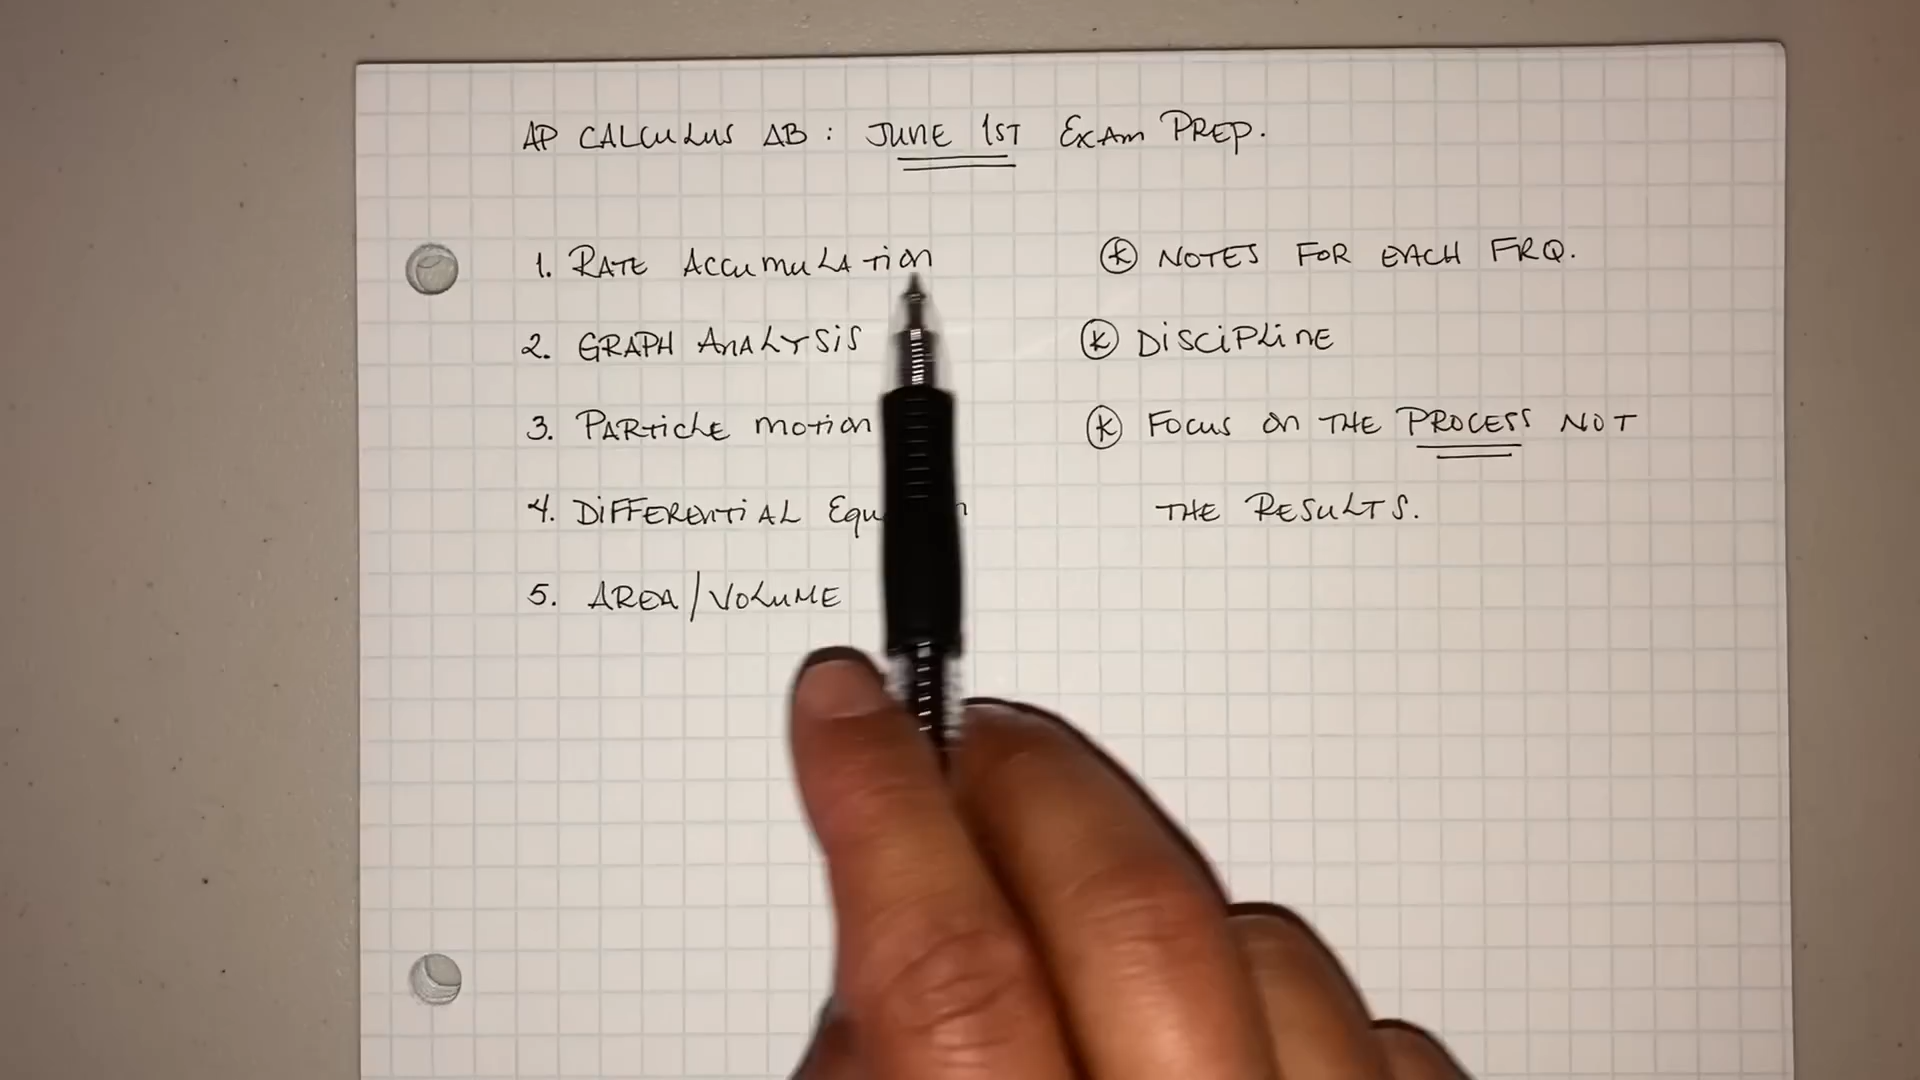 AP CALCULUS AB: JUNE 1ST EXAM PREP.
1. RATE ACCUMULATION
2. GRAPH ANALYSIS
3. PARTICLE MOTION
4. DIFFERENTIAL
5. AREA/VOLUME
* NOTES FOR EACH FRQ.
* DISCIPLINE
* FOCUS ON THE PROCESS NOT
THE RESULTS.